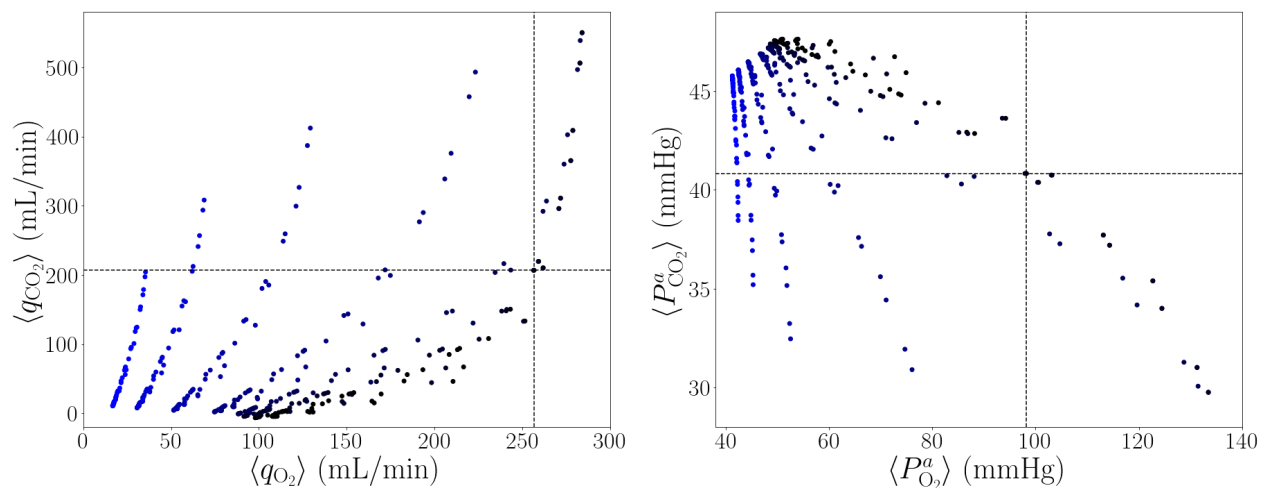 ⟨q_CO₂⟩ (mL/min)
500
400
300
200
100
0
0 50 100 150 200 250 300
⟨q_O₂⟩ (mL/min)
⟨P^a_CO₂⟩ (mmHg)
45
40
35
30
40 60 80 100 120 140
⟨P^a_O₂⟩ (mmHg)